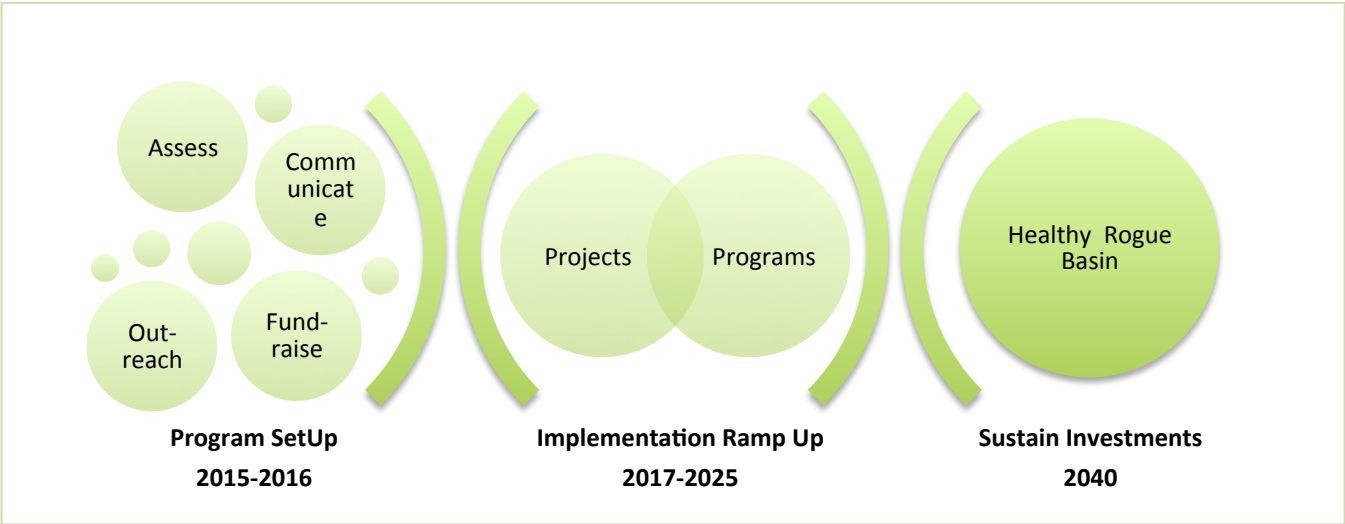 Assess
Comm
unicat
e
Out-
reach
Fund-
raise
Projects
Programs
Healthy Rogue
Basin
Program SetUp
2015-2016
Implementation Ramp Up
2017-2025
Sustain Investments
2040